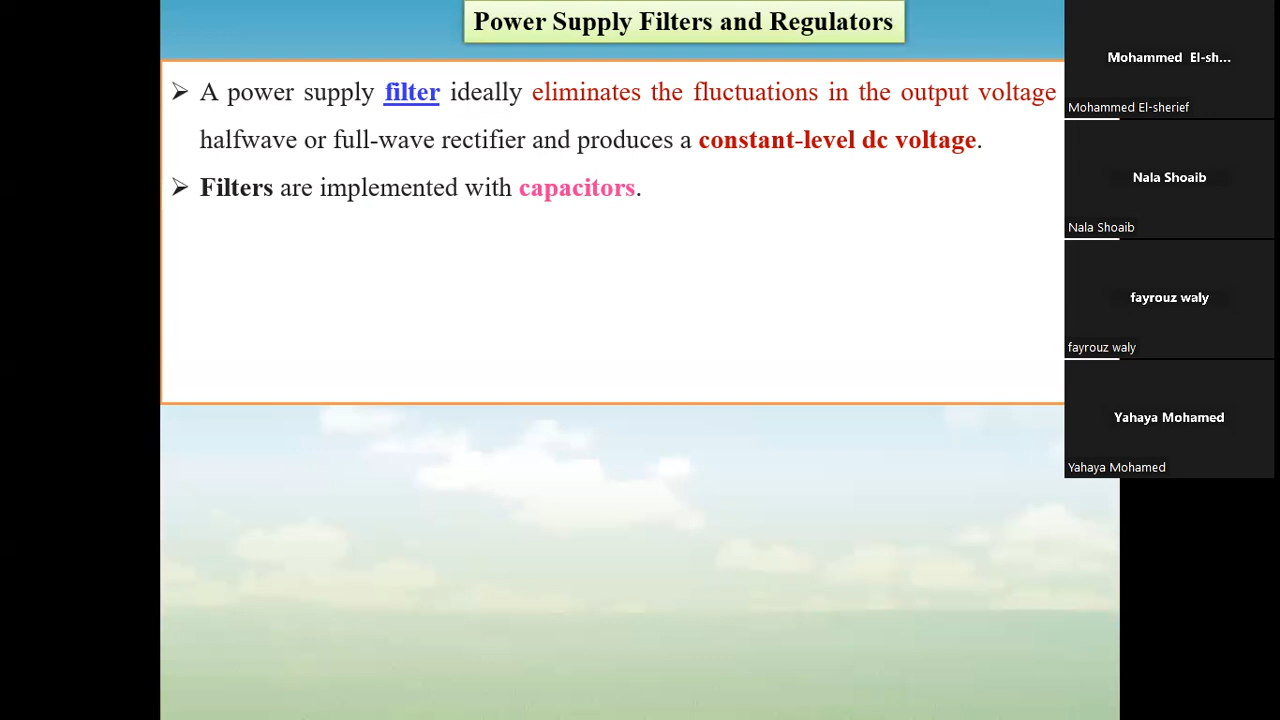 Power Supply Filters and Regulators
➢ A power supply filter ideally eliminates the fluctuations in the output voltage
halfwave or full-wave rectifier and produces a constant-level dc voltage.
➢ Filters are implemented with capacitors.
Mohammed El-sh...
Mohammed El-sherief
Nala Shoaib
Nala Shoaib
fayrouz waly
fayrouz waly
Yahaya Mohamed
Yahaya Mohamed